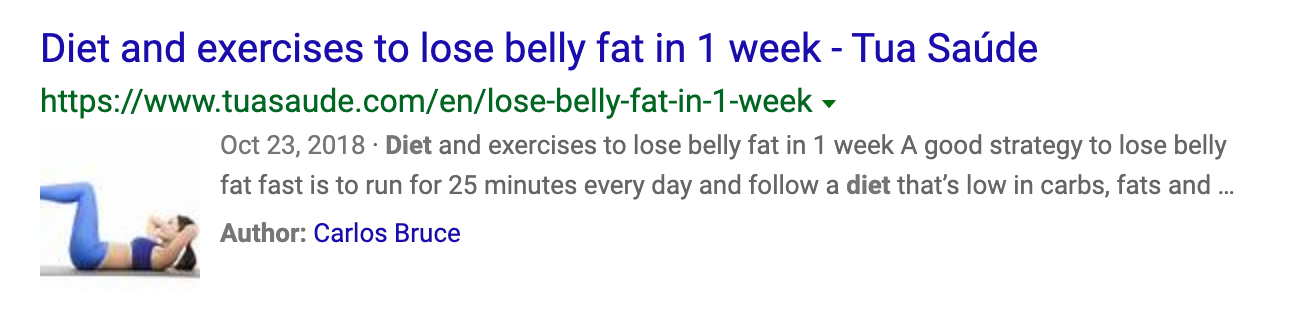 Diet and exercises to lose belly fat in 1 week - Tua Saúde
https://www.tuasaude.com/en/lose-belly-fat-in-1-week
Oct 23, 2018 · Diet and exercises to lose belly fat in 1 week A good strategy to lose belly
fat fast is to run for 25 minutes every day and follow a diet that’s low in carbs, fats and ...
Author: Carlos Bruce